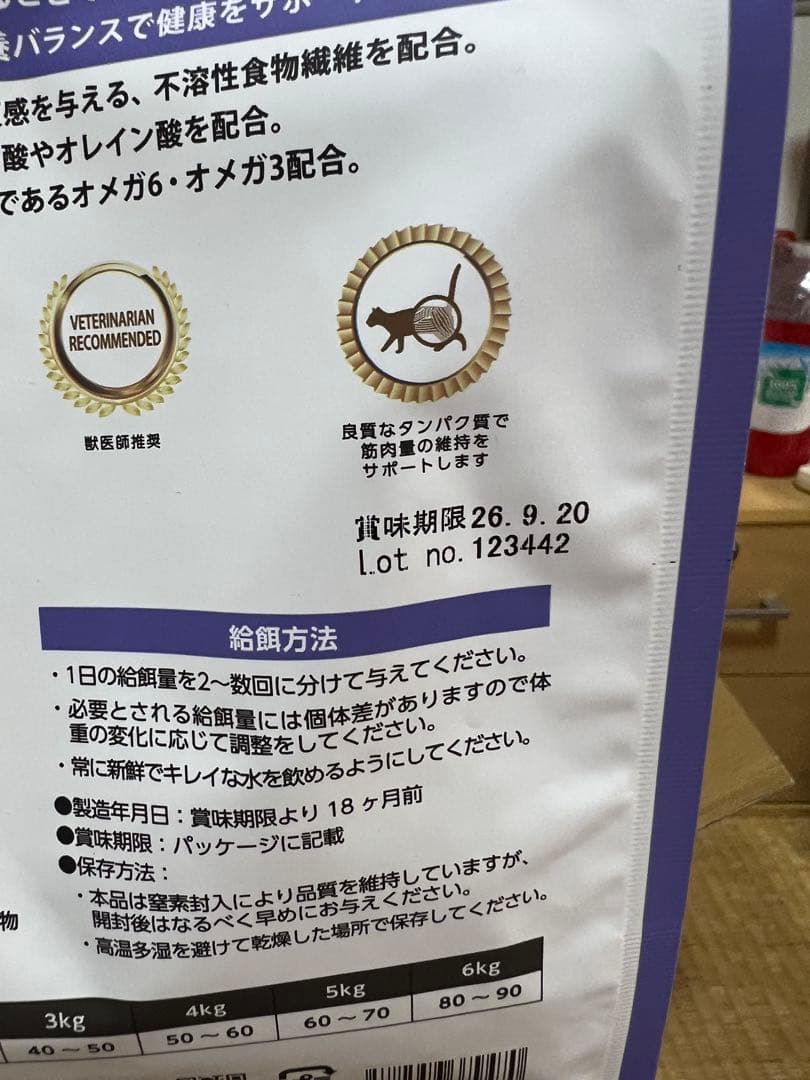 養バランスで健康をサポート
感を与える、不溶性食物繊維を配合。
酸やオレイン酸を配合。
であるオメガ6・オメガ3配合。
VETERINARIAN
RECOMMENDED
獣医師推奨
良質なタンパク質で
筋肉量の維持を
サポートします
賞味期限26.9.20
Lot no.123442
給餌方法
・1日の給餌量を2〜数回に分けて与えてください。
・必要とされる給餌量には個体差がありますので体
重の変化に応じて調整をしてください。
・常に新鮮でキレイな水を飲めるようにしてください。
●製造年月日：賞味期限より18ヶ月前
●賞味期限：パッケージに記載
●保存方法：
・本品は窒素封入により品質を維持していますが、
開封後はなるべく早めにお与えください。
・高温多湿を避けて乾燥した場所で保存してください。
物
3kg 4kg 5kg 6kg
40〜50 50〜60 60〜70 80〜90